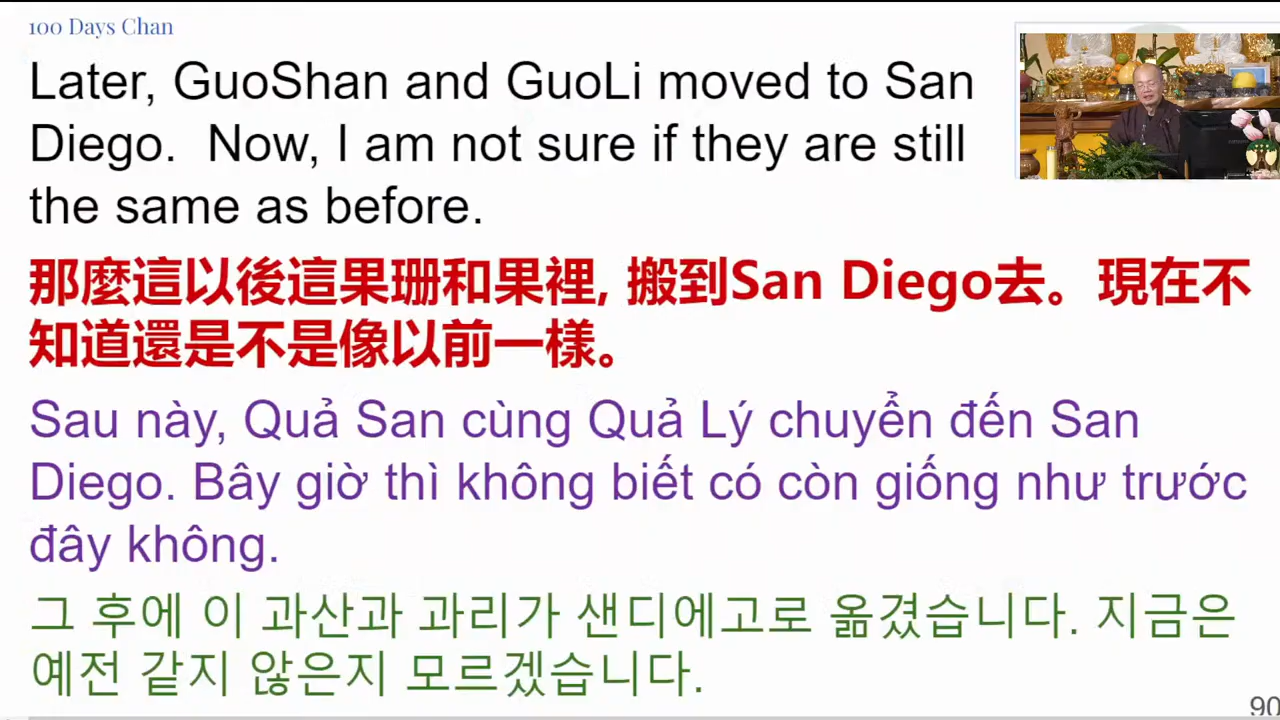 100 Days Chan
Later, GuoShan and GuoLi moved to San
Diego.  Now, I am not sure if they are still
the same as before.
那麼這以後這果珊和果裡, 搬到San Diego去。現在不
知道還是不是像以前一樣。
Sau này, Quả San cùng Quả Lý chuyển đến San
Diego. Bây giờ thì không biết có còn giống như trước
đây không.
그 후에 이 과산과 과리가 샌디에고로 옮겼습니다. 지금은
예전 같지 않은지 모르겠습니다.
90